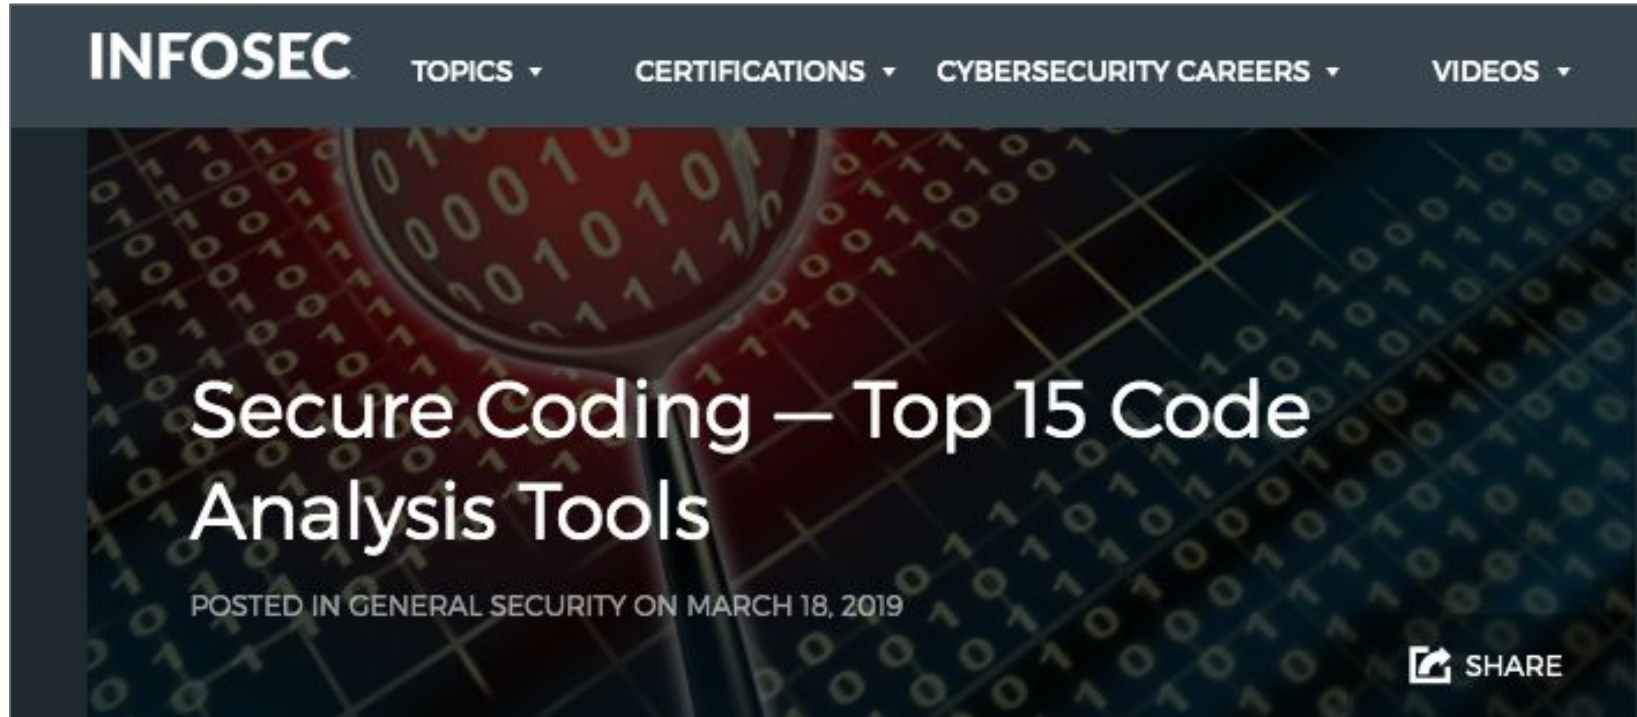 INFOSEC
TOPICS CERTIFICATIONS CYBERSECURITY CAREERS VIDEOS
Secure Coding — Top 15 Code
Analysis Tools
POSTED IN GENERAL SECURITY ON MARCH 18, 2019
SHARE